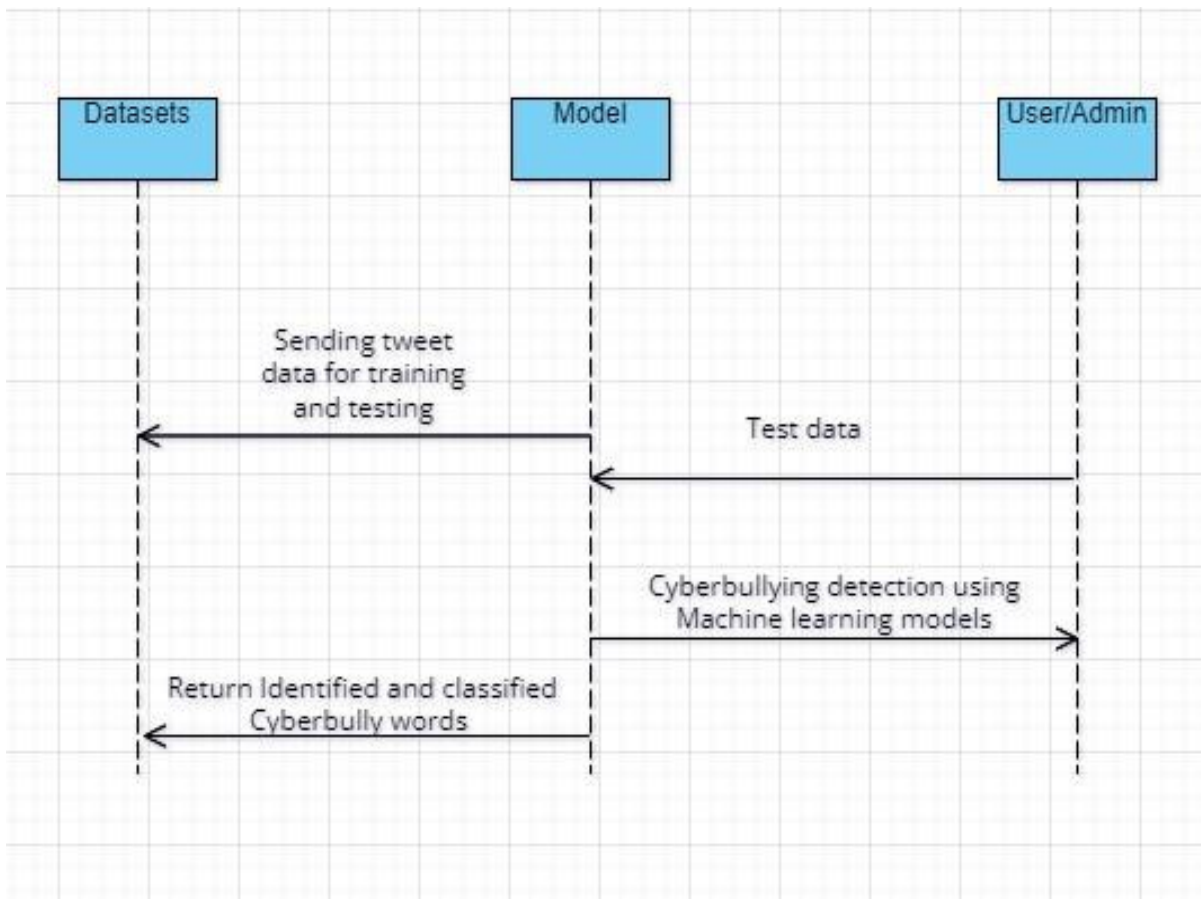 Datasets
Model
User/Admin
Sending tweet
data for training
and testing
Test data
Cyberbullying detection using
Machine learning models
Return Identified and classified
Cyberbully words